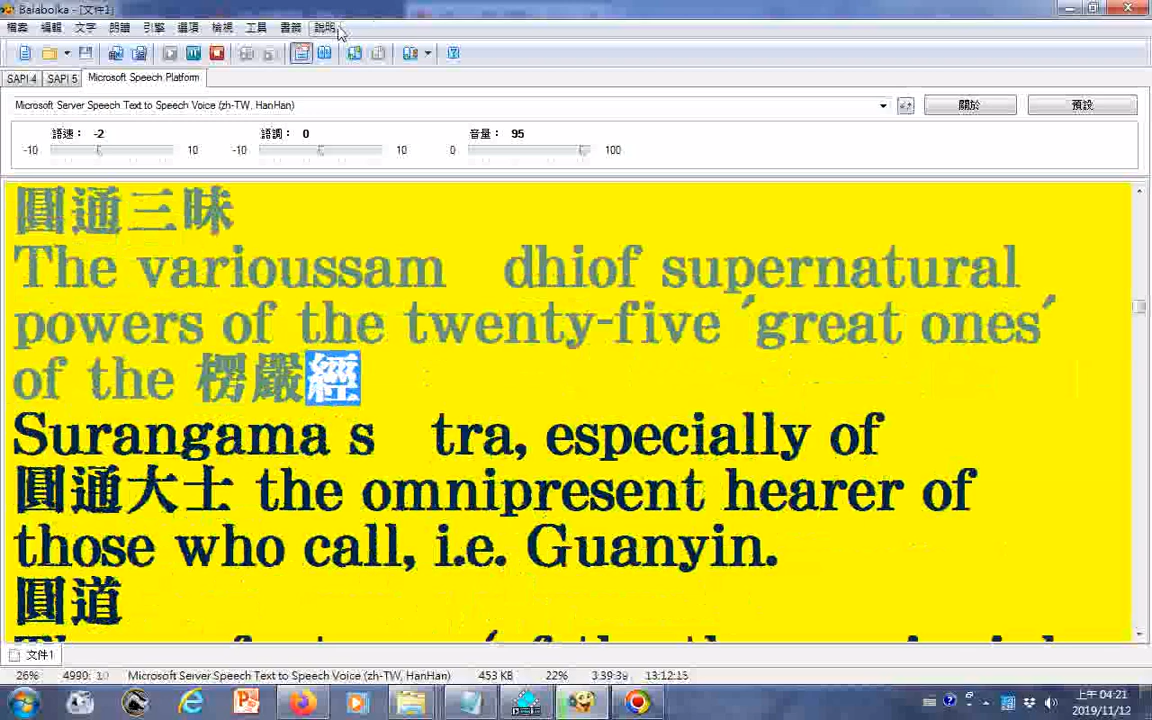 Balabolka - [文件1]
檔案 編輯 文字 朗讀 引擎 選項 檢視 工具 書籤 說明
SAPI 4 SAPI 5 Microsoft Speech Platform
Microsoft Server Speech Text to Speech Voice (zh-TW, HanHan) 關於 預設
語速: -2 語調: 0 音量: 95
-10 10 -10 10 0 100
圓通三昧
The varioussam dhiof supernatural
powers of the twenty-five 'great ones'
of the 楞嚴經
Surangama s tra, especially of
圓通大士 the omnipresent hearer of
those who call, i.e. Guanyin.
圓道
文件1
26% 4990: Microsoft Server Speech Text to Speech Voice (zh-TW, HanHan) 453 KB 22% 3:39:39 13:12:15
上午 04:21
2019/11/12